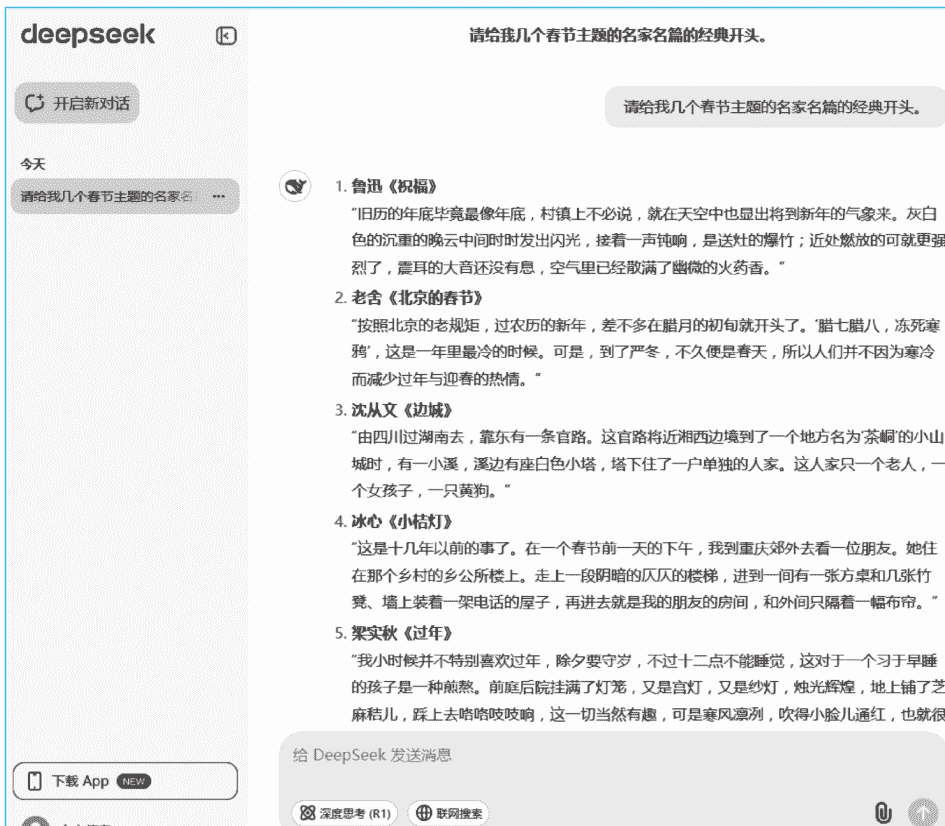 deepseek
请给我几个春节主题的名家名篇的经典开头。
开启新对话
请给我几个春节主题的名家名篇的经典开头。
今天
请给我几个春节主题的名家名
1. 鲁迅《祝福》
“旧历的年底毕竟最像年底，村镇上不必说，就在天空中也显出将到新年的气象来。灰白
色的沉重的晚云中间时时发出闪光，接着一声钝响，是送灶的爆竹；近处燃放的可就更强
烈了，震耳的大音还没有息，空气里已经散满了幽微的火药香。”
2. 老舍《北京的春节》
“按照北京的老规矩，过农历的新年，差不多在腊月的初旬就开头了。‘腊七腊八，冻死寒
鸦’，这是一年里最冷的时候。可是，到了严冬，不久便是春天，所以人们并不因为寒冷
而减少过年与迎春的热情。”
3. 沈从文《边城》
“由四川过湖南去，靠东有一条官路。这官路将近湘西边境到了一个地方名为‘茶峒’的小山
城时，有一小溪，溪边有座白色小塔，塔下住了一户单独的人家。这人家只一个老人，一
个女孩子，一只黄狗。”
4. 冰心《小桔灯》
“这是十几年以前的事了。在一个春节前一天的下午，我到重庆郊外去看一位朋友。她住
在那个乡村的乡公所楼上。走上一段阴暗的仄仄的楼梯，进到一间有一张方桌和几张竹
凳、墙上装着一架电话的屋子，再进去就是我的朋友的房间，和外间只隔着一幅布帘。”
5. 梁实秋《过年》
“我小时候并不特别喜欢过年，除夕要守岁，不过十二点不能睡觉，这对于一个习于早睡
的孩子是一种煎熬。前庭后院挂满了灯笼，又是宫灯，又是纱灯，烛光辉煌，地上铺了芝
麻秸儿，踩上去咯咯吱吱响，这一切当然有趣，可是寒风凛冽，吹得小脸儿通红，也就很
给 DeepSeek 发送消息
下载 App NEW
深度思考 (R1) 联网搜索